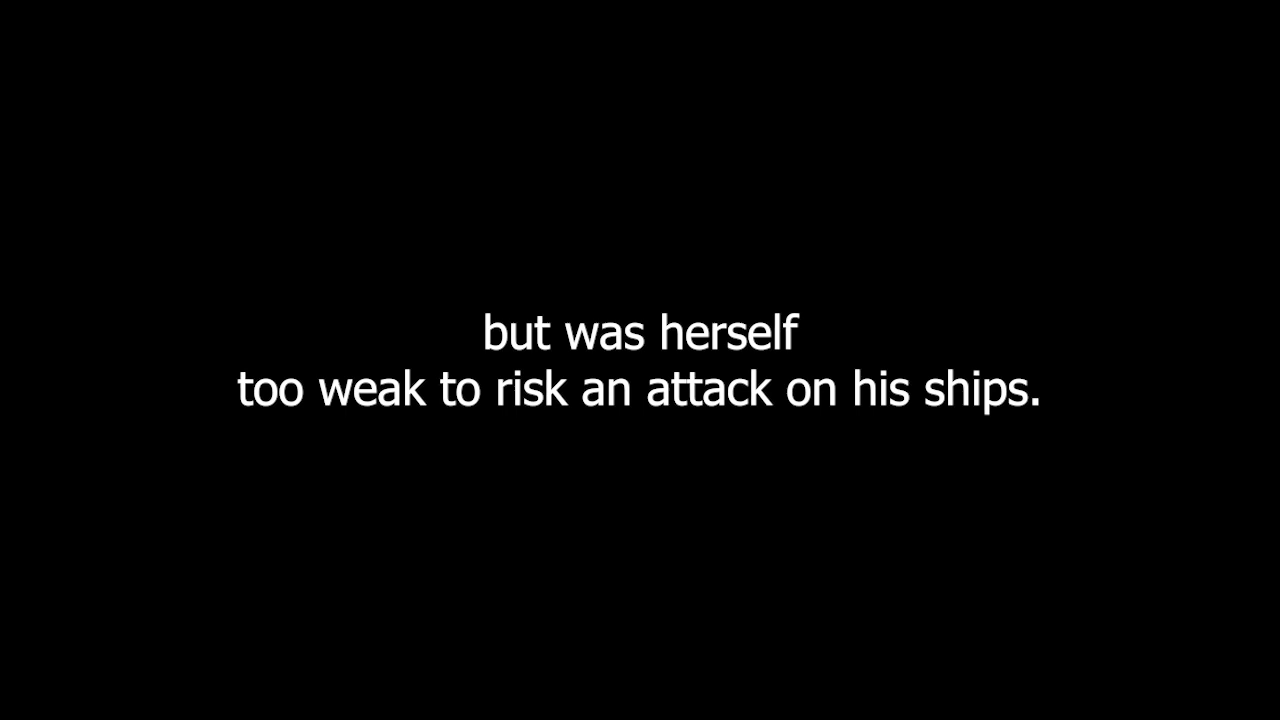 but was herself
too weak to risk an attack on his ships.